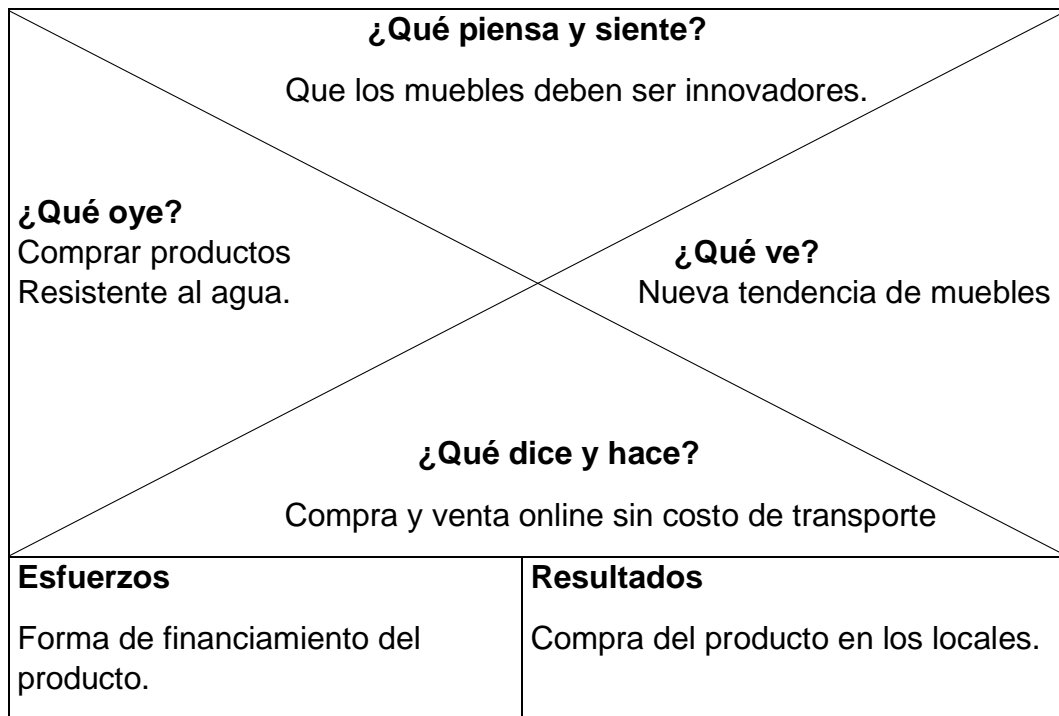 ¿Qué piensa y siente?
Que los muebles deben ser innovadores.
¿Qué oye?
Comprar productos
Resistente al agua.
¿Qué ve?
Nueva tendencia de muebles
¿Qué dice y hace?
Compra y venta online sin costo de transporte
Esfuerzos
Forma de financiamiento del
producto.
Resultados
Compra del producto en los locales.